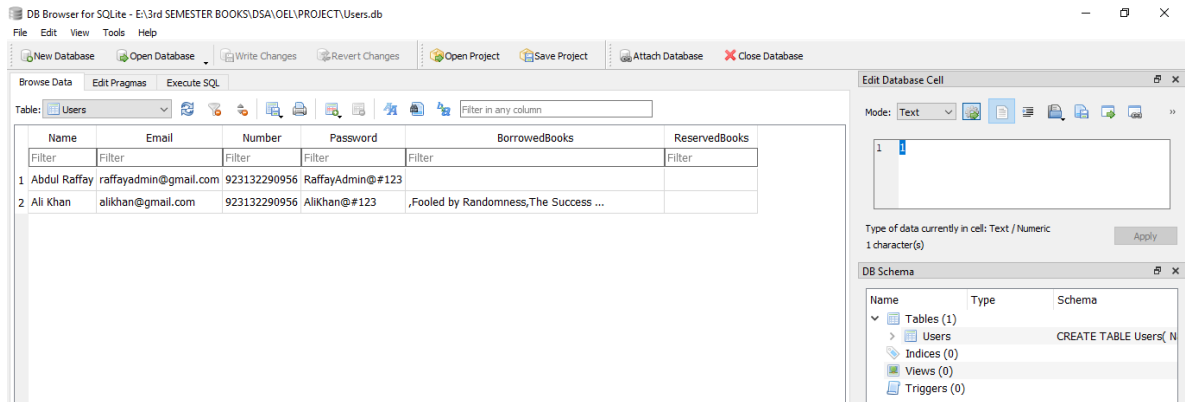 DB Browser for SQLite - E:\3rd SEMESTER BOOKS\DSA\OEL\PROJECT\Users.db
File Edit View Tools Help
New Database Open Database Write Changes Revert Changes Open Project Save Project Attach Database Close Database
Browse Data Edit Pragmas Execute SQL
Table: Users Filter in any column
Name Email Number Password BorrowedBooks ReservedBooks
Filter Filter Filter Filter Filter Filter
1 Abdul Raffay raffayadmin@gmail.com 923132290956 RaffayAdmin@#123
2 Ali Khan alikhan@gmail.com 923132290956 AliKhan@#123 ,Fooled by Randomness,The Success ...
Edit Database Cell
Mode: Text
1 1
Type of data currently in cell: Text / Numeric
1 character(s)
Apply
DB Schema
Name Type Schema
Tables (1)
Users CREATE TABLE Users( N
Indices (0)
Views (0)
Triggers (0)